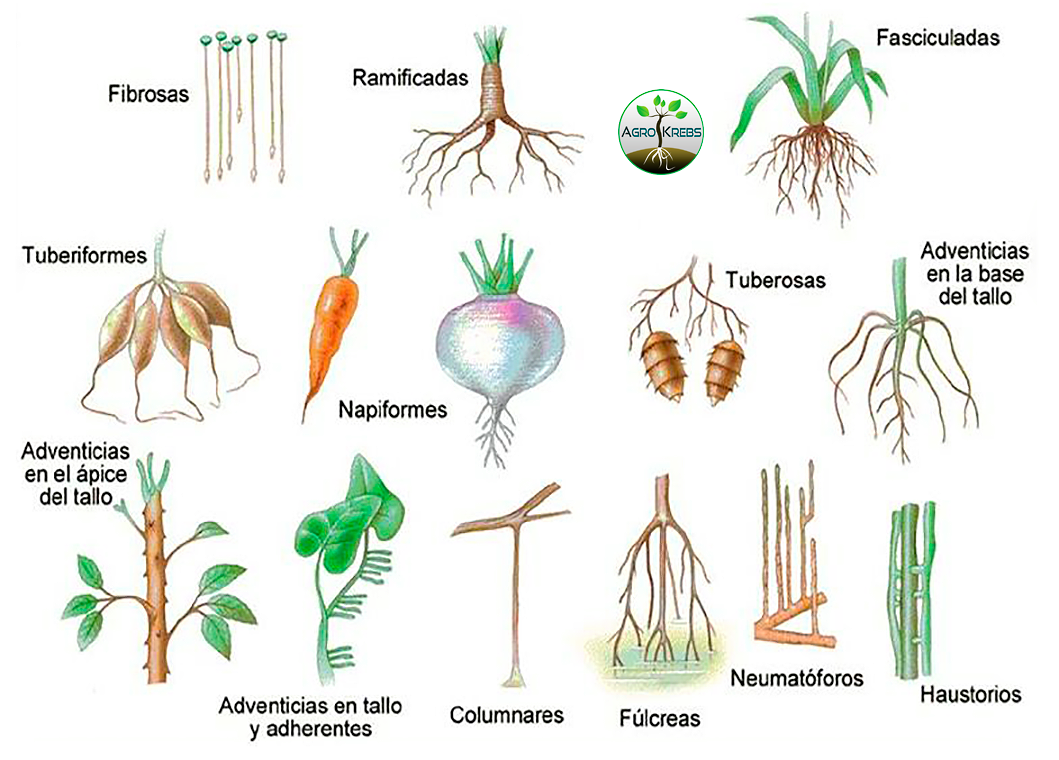 Fibrosas
Ramificadas
AGRO KREBS
Fasciculadas
Tuberiformes
Napiformes
Tuberosas
Adventicias
en la base
del tallo
Adventicias
en el ápice
del tallo
Adventicias en tallo
y adherentes
Columnares
Fúlcreas
Neumatóforos
Haustorios